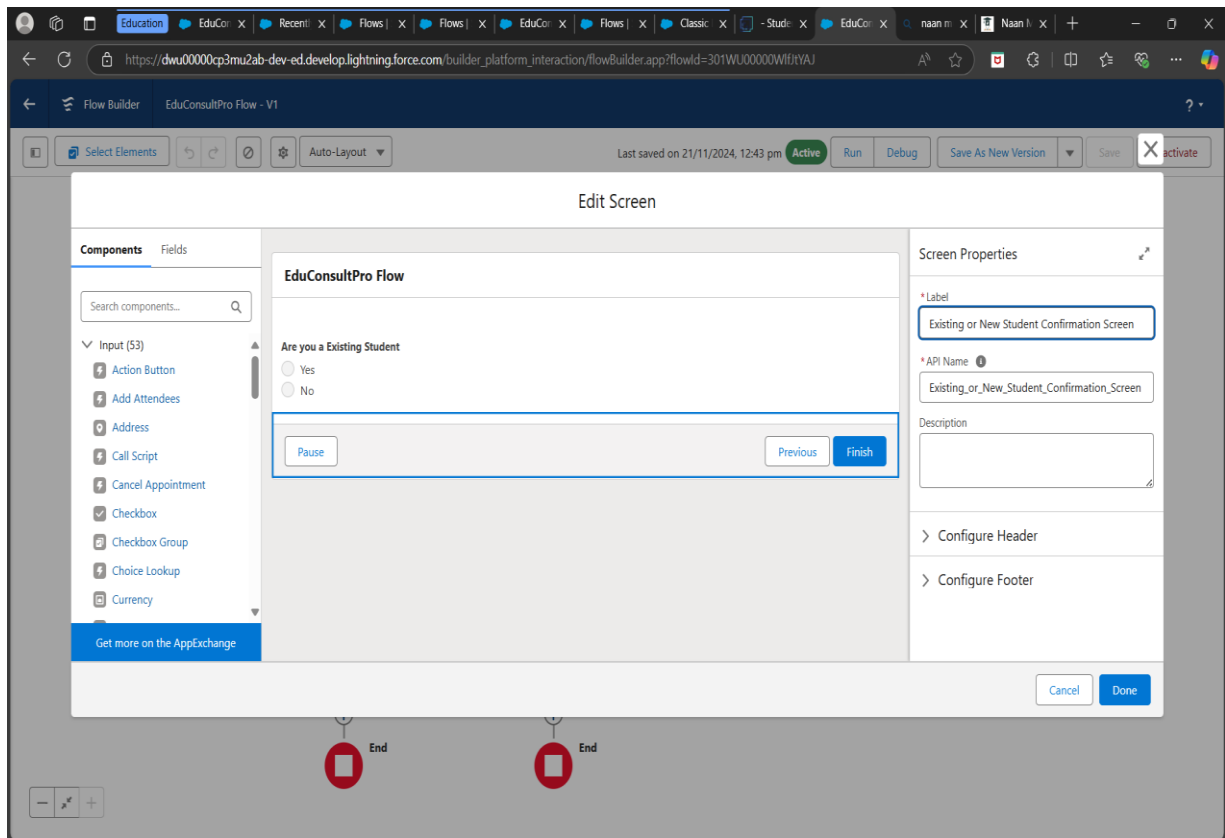 Education
EduCor
Recent
Flows |
Flows |
EduCor
Flows |
Classic
- Stude
EduCor
naan m
Naan M
https://dwu00000cp3mu2ab-dev-ed.develop.lightning.force.com/builder_platform_interaction/flowBuilder.app?flowId=301WU00000WlfJtYAJ
Flow Builder
EduConsultPro Flow - V1
?
Select Elements
Auto-Layout
Last saved on 21/11/2024, 12:43 pm
Active
Run
Debug
Save As New Version
Save
activate
Edit Screen
Components
Fields
Search components...
Input (53)
Action Button
Add Attendees
Address
Call Script
Cancel Appointment
Checkbox
Checkbox Group
Choice Lookup
Currency
Get more on the AppExchange
EduConsultPro Flow
Are you a Existing Student
Yes
No
Pause
Previous
Finish
Screen Properties
* Label
Existing or New Student Confirmation Screen
* API Name
Existing_or_New_Student_Confirmation_Screen
Description
Configure Header
Configure Footer
Cancel
Done
End
End